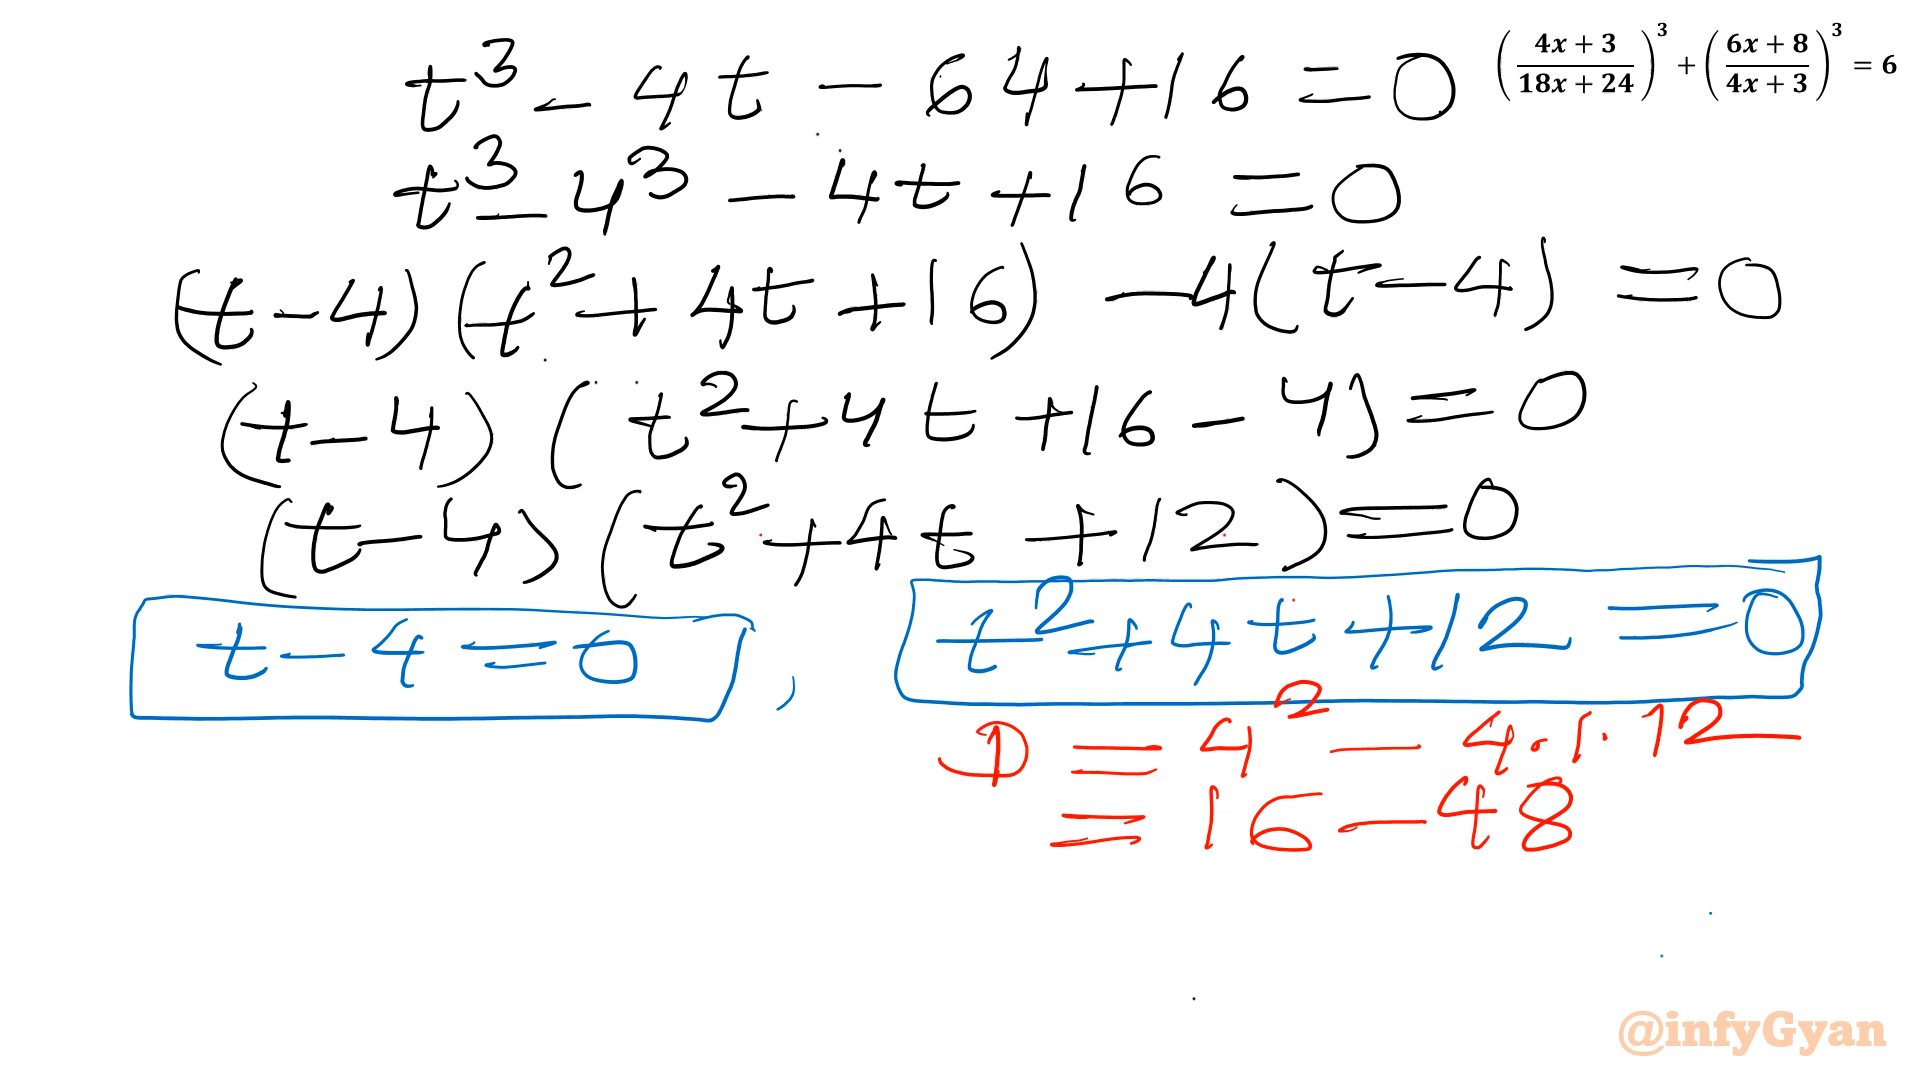 t³ - 4t - 64 + 16 = 0
(4x + 3 / 18x + 24)³ + (6x + 8 / 4x + 3)³ = 6
t³ - 4³ - 4t + 16 = 0
(t - 4)(t² + 4t + 16) - 4(t - 4) = 0
(t - 4)(t² + 4t + 16 - 4) = 0
(t - 4)(t² + 4t + 12) = 0
t - 4 = 0 , t² + 4t + 12 = 0
D = 4² - 4.1.12
= 16 - 48
@infyGyan